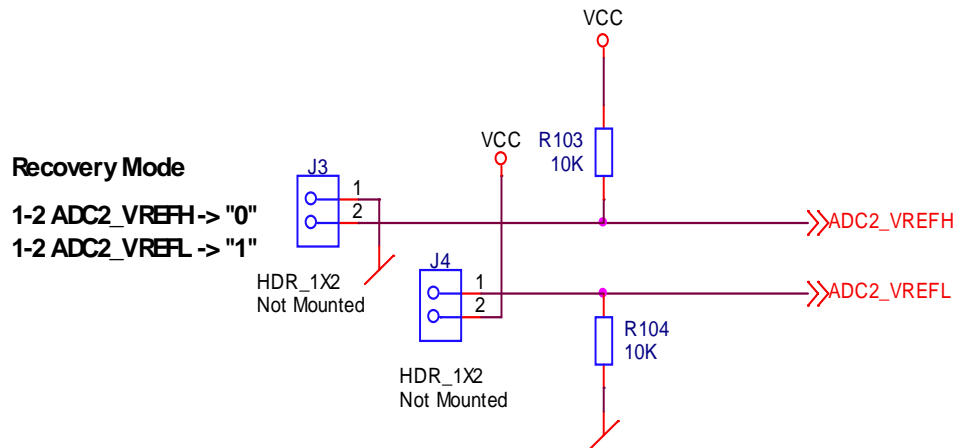 VCC
VCC
R103
10K
Recovery Mode
J3
1
2
1-2 ADC2_VREFH -> "0"
1-2 ADC2_VREFL -> "1"
ADC2_VREFH
HDR_1X2
Not Mounted
J4
1
2
ADC2_VREFL
R104
10K
HDR_1X2
Not Mounted